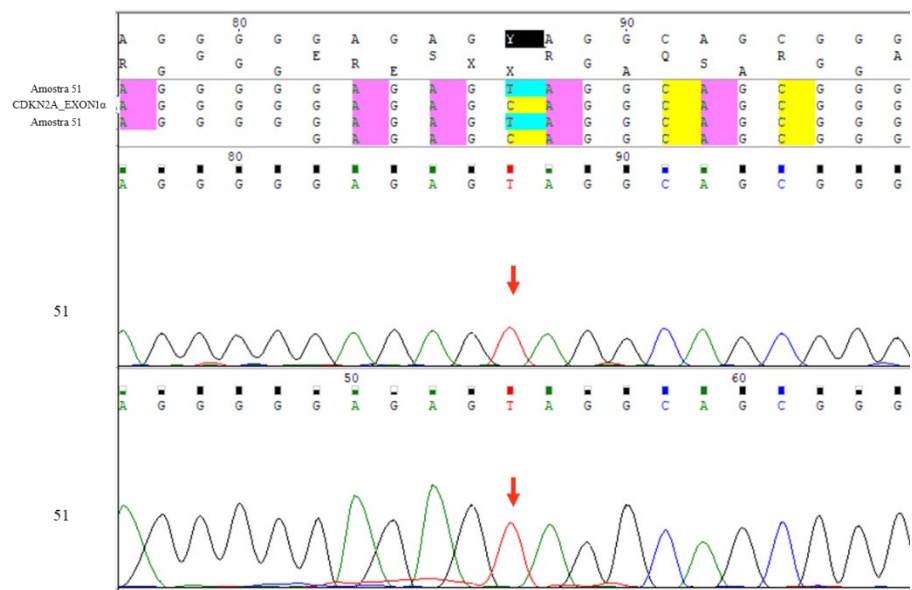 80 90
A G G G G G A G A G Y A G G C A G C G G G
G E S R Q R A
R G R X G S G
G G E X A A G
Amostra 51 A G G G G G A G A G T A G G C A G C G G G
CDKN2A_EXON1α A G G G G G A G A G C A G G C A G C G G G
Amostra 51 A G G G G G A G A G T A G G C A G C G G G
G A G A G C A G G C A G C G G G
80 90
A G G G G G A G A G T A G G C A G C G G G
51
50 60
A G G G G G A G A G T A G G C A G C G G G
51